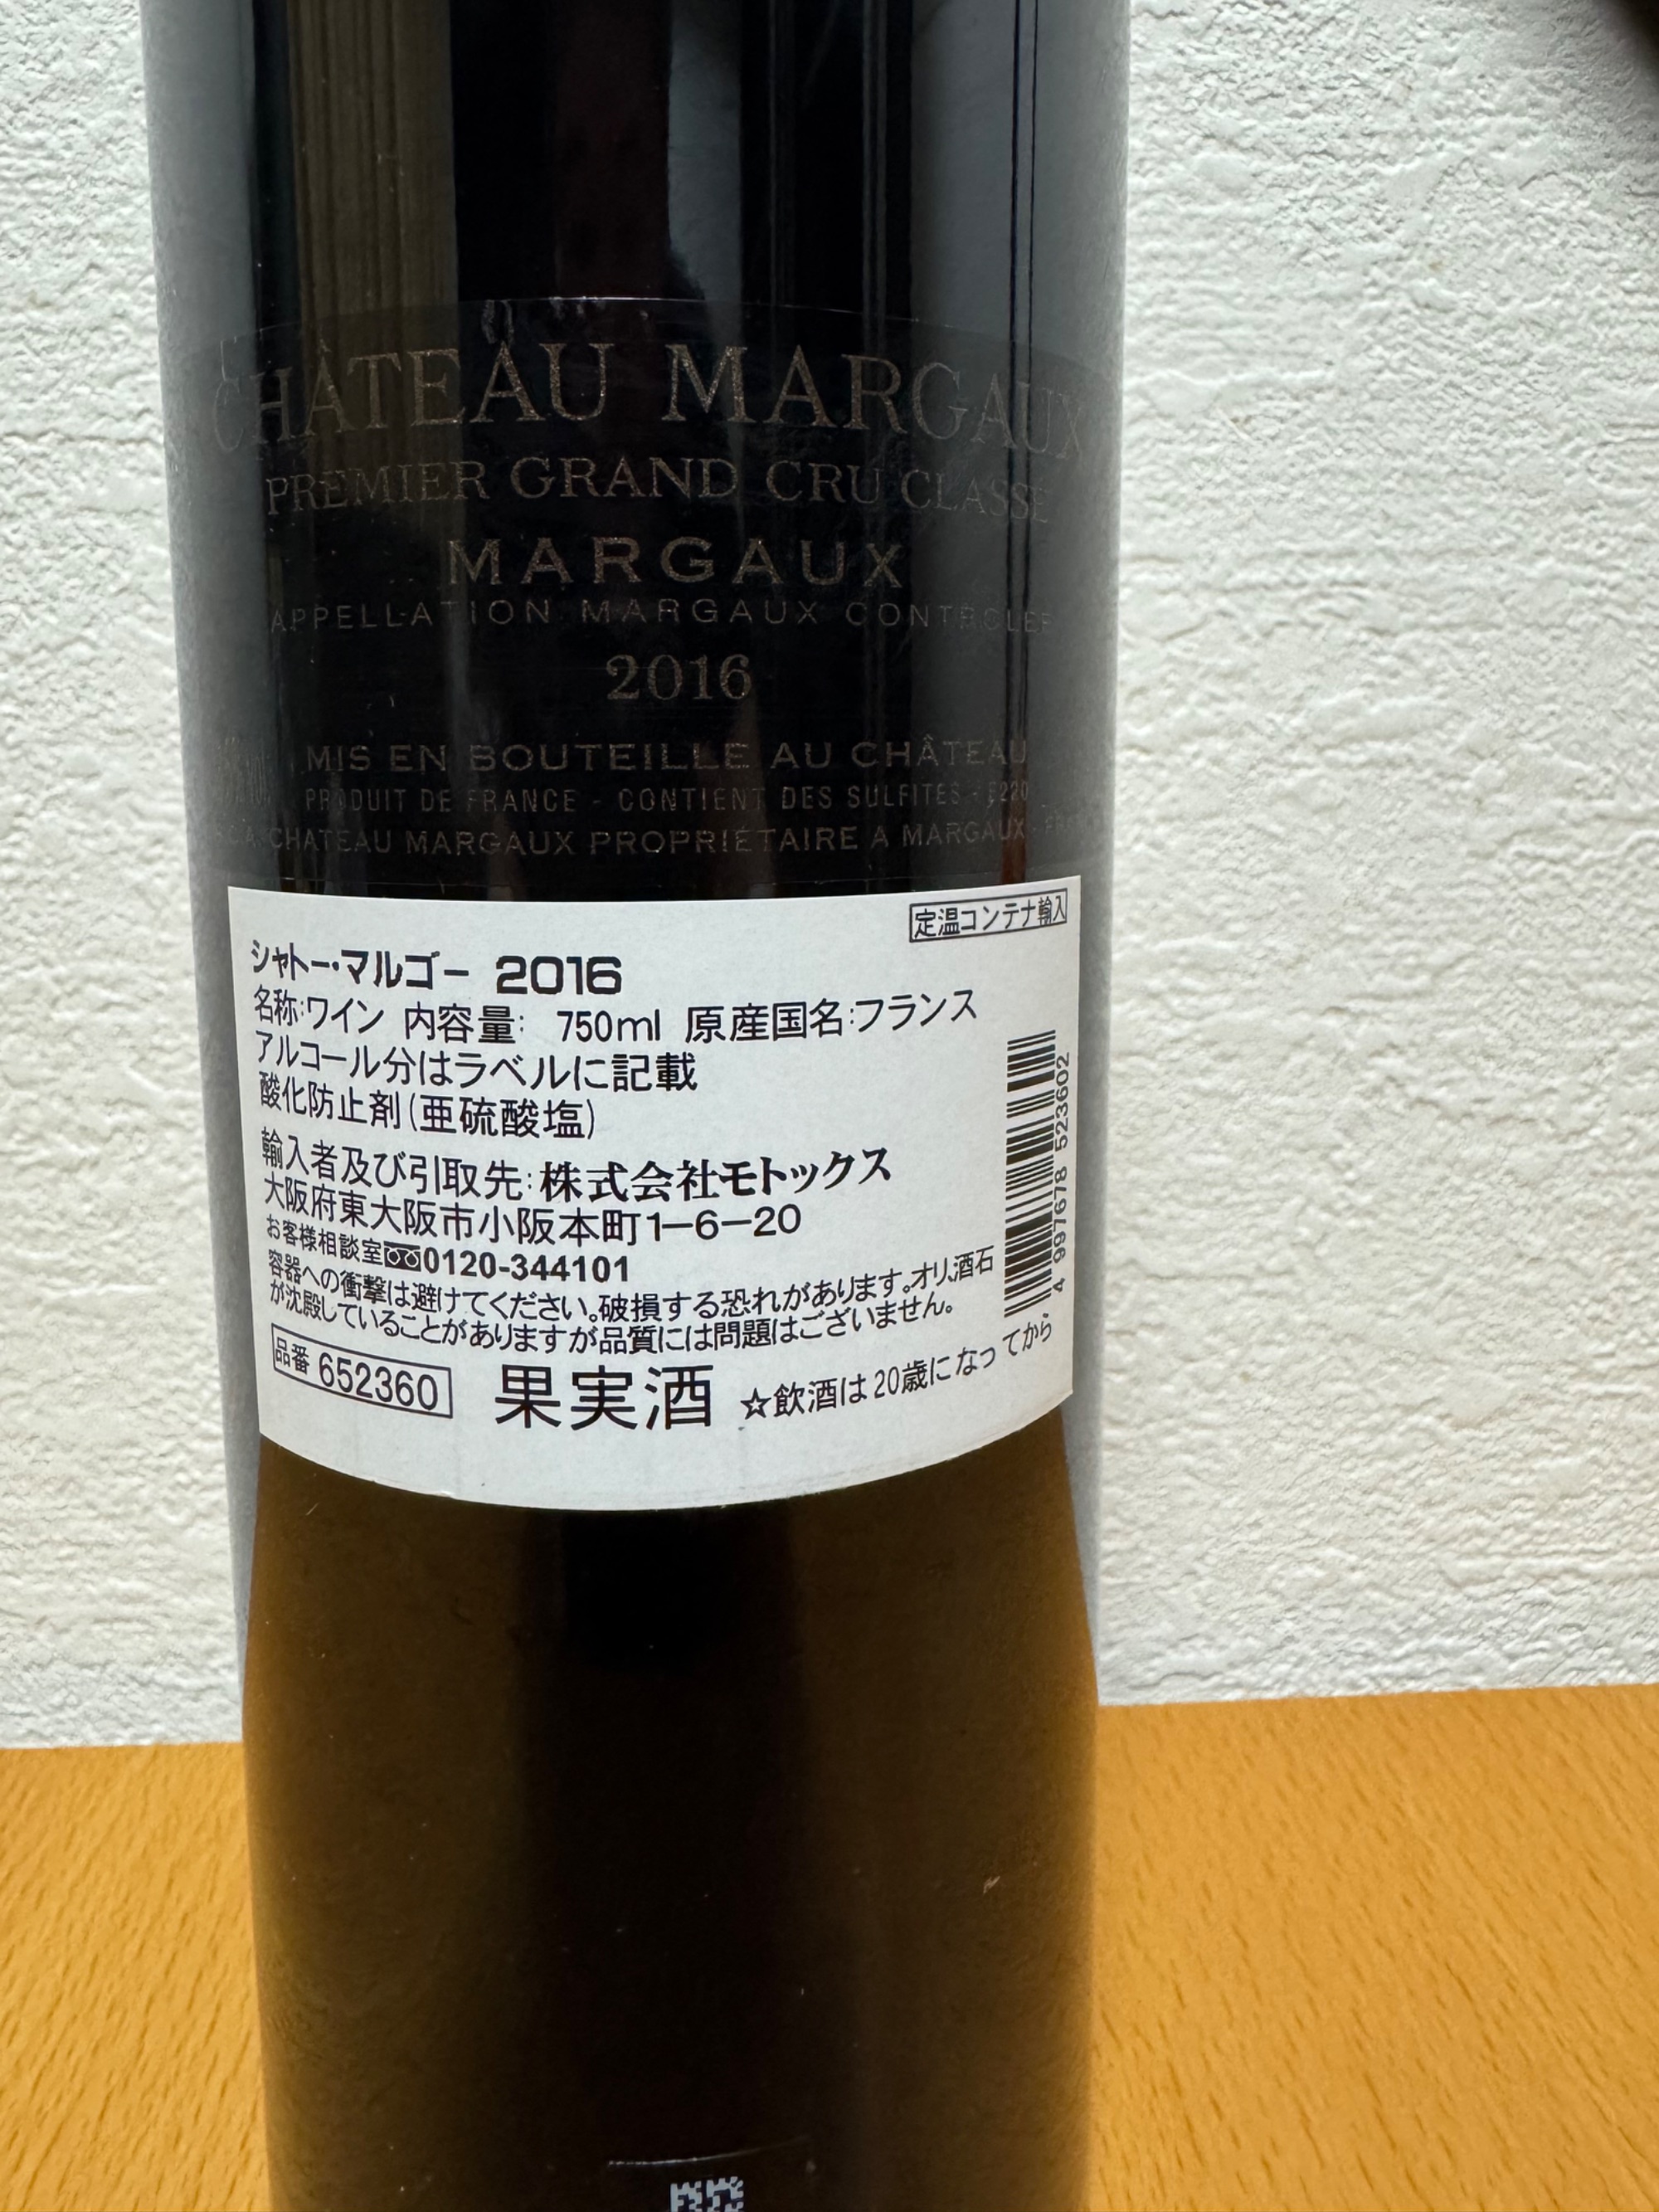 CHÂTEAU MARGAUX
PREMIER GRAND CRU CLASSÉ
MARGAUX
APPELLATION MARGAUX CONTRÔLÉE
2016
MIS EN BOUTEILLE AU CHÂTEAU
PRODUIT DE FRANCE - CONTIENT DES SULFITES - E220
CHATEAU MARGAUX PROPRIÉTAIRE A MARGAUX
定温コンテナ輸入
シャトー・マルゴー 2016
名称:ワイン 内容量: 750ml 原産国名:フランス
アルコール分はラベルに記載
酸化防止剤(亜硫酸塩)
輸入者及び引取先:株式会社モトックス
大阪府東大阪市小阪本町1-6-20
お客様相談室0120-344101
容器への衝撃は避けてください。破損する恐れがあります。オリ、酒石
が沈殿していることがありますが品質には問題はございません。
品番 652360 果実酒 ☆飲酒は20歳になってから。
4 997678 523602